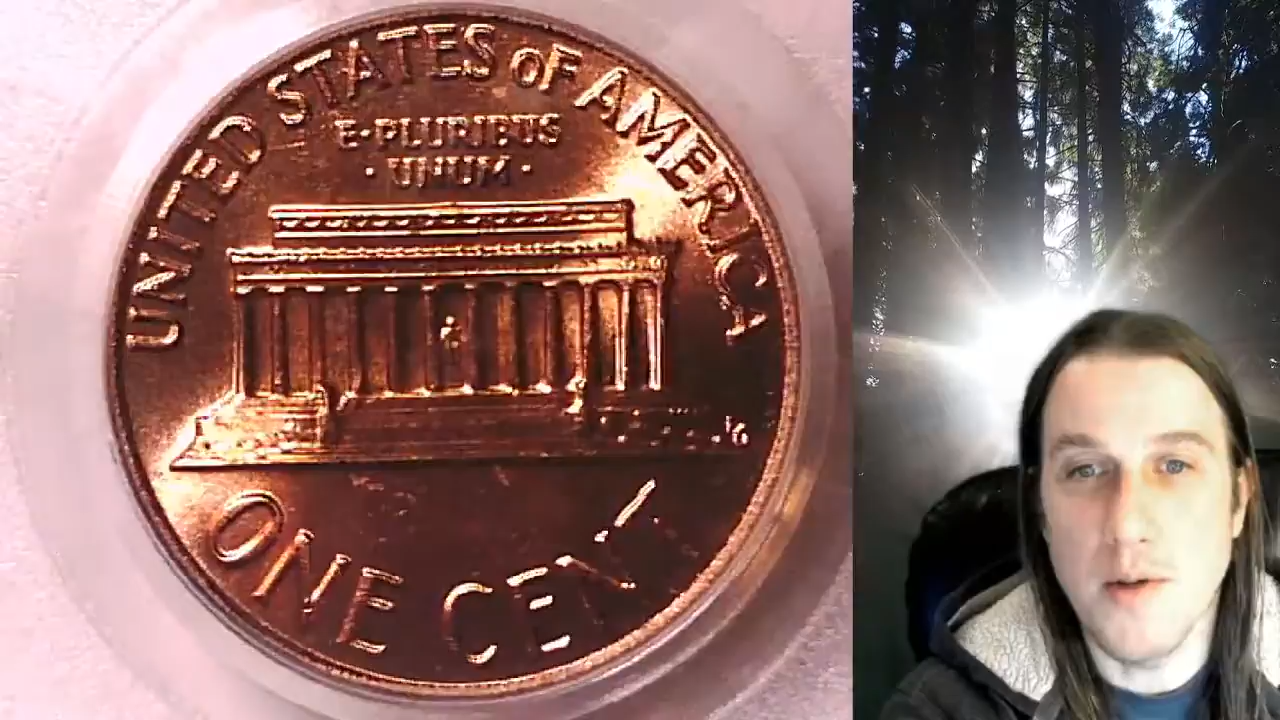 UNITED STATES OF AMERICA
E·PLURIBUS
·UNUM·
ONE CENT